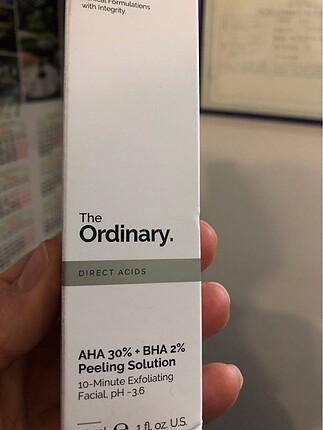 Formulations
with Integrity.
The
Ordinary.
DIRECT ACIDS
AHA 30% + BHA 2%
Peeling Solution
10-Minute Exfoliating
Facial, pH ~3.6
1 fl. oz. U.S.